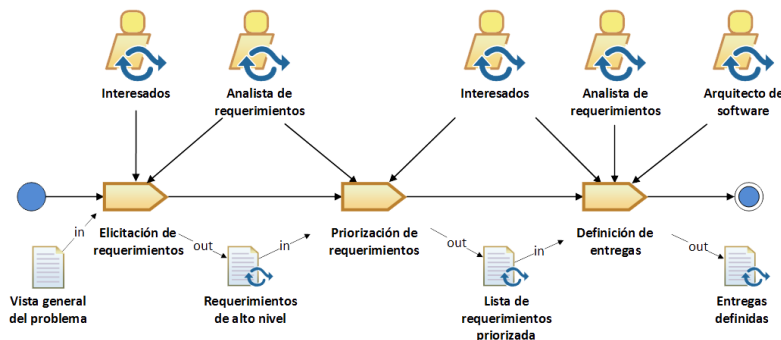 Interesados
Analista de
requerimientos
Interesados
Analista de
requerimientos
Arquitecto de
software
in
Elicitación de
requerimientos
out
in
Priorización de
requerimientos
out
in
Definición de
entregas
out
Vista general
del problema
Requerimientos
de alto nivel
Lista de
requerimientos
priorizada
Entregas
definidas